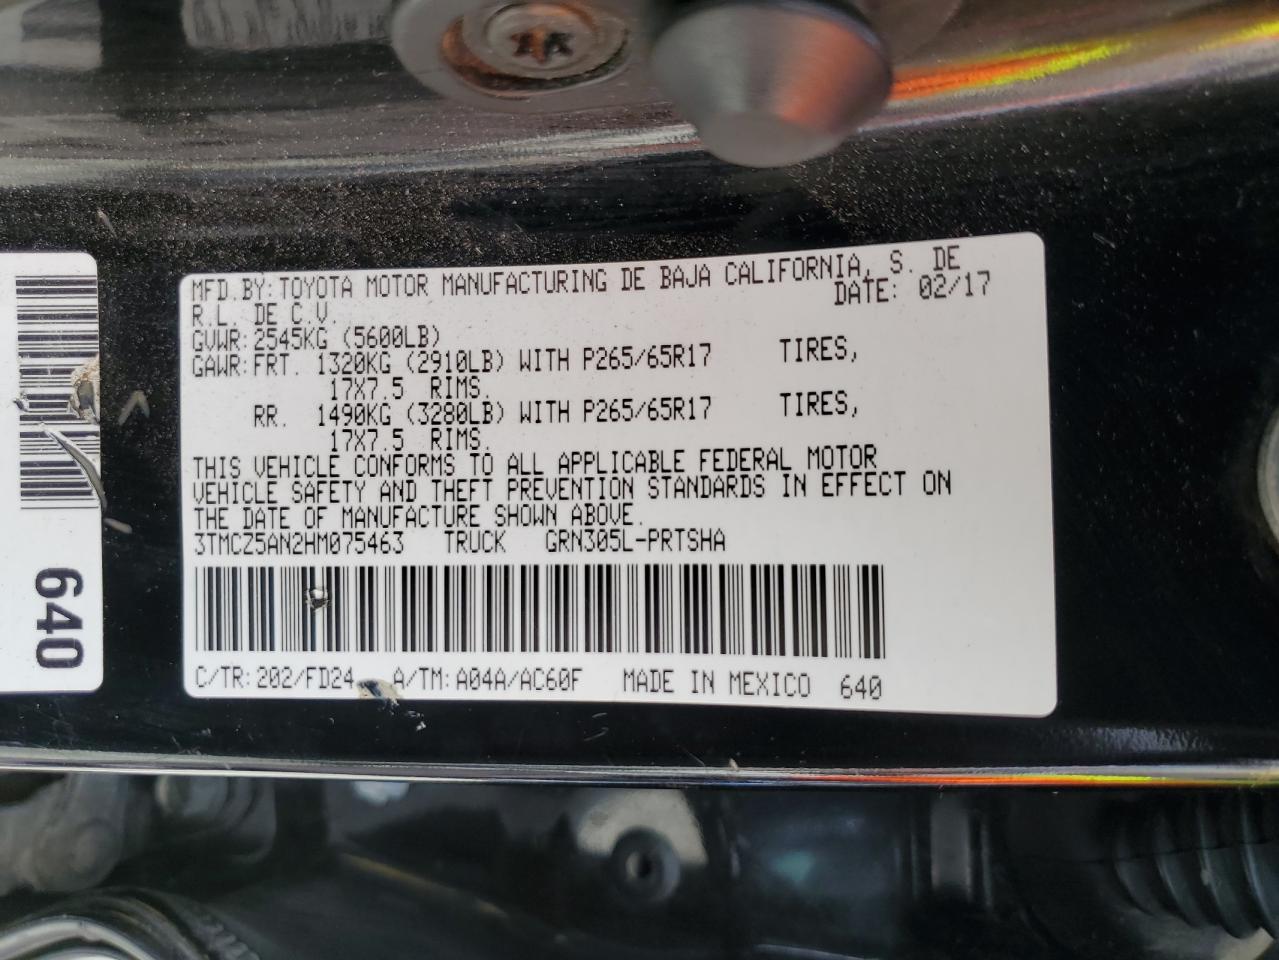 MFD.BY:TOYOTA MOTOR MANUFACTURING DE BAJA CALIFORNIA, S. DE
R.L. DE C.V DATE: 02/17
GVWR:2545KG (5600LB)
GAWR:FRT. 1320KG (2910LB) WITH P265/65R17 TIRES,
17X7.5 RIMS.
RR. 1490KG (3280LB) WITH P265/65R17 TIRES,
17X7.5 RIMS.
THIS VEHICLE CONFORMS TO ALL APPLICABLE FEDERAL MOTOR
VEHICLE SAFETY AND THEFT PREVENTION STANDARDS IN EFFECT ON
THE DATE OF MANUFACTURE SHOWN ABOVE.
3TMCZ5AN2HM075463 TRUCK GRN305L-PRTSHA
C/TR:202/FD24 A/TM:A04A/AC60F MADE IN MEXICO 640
640